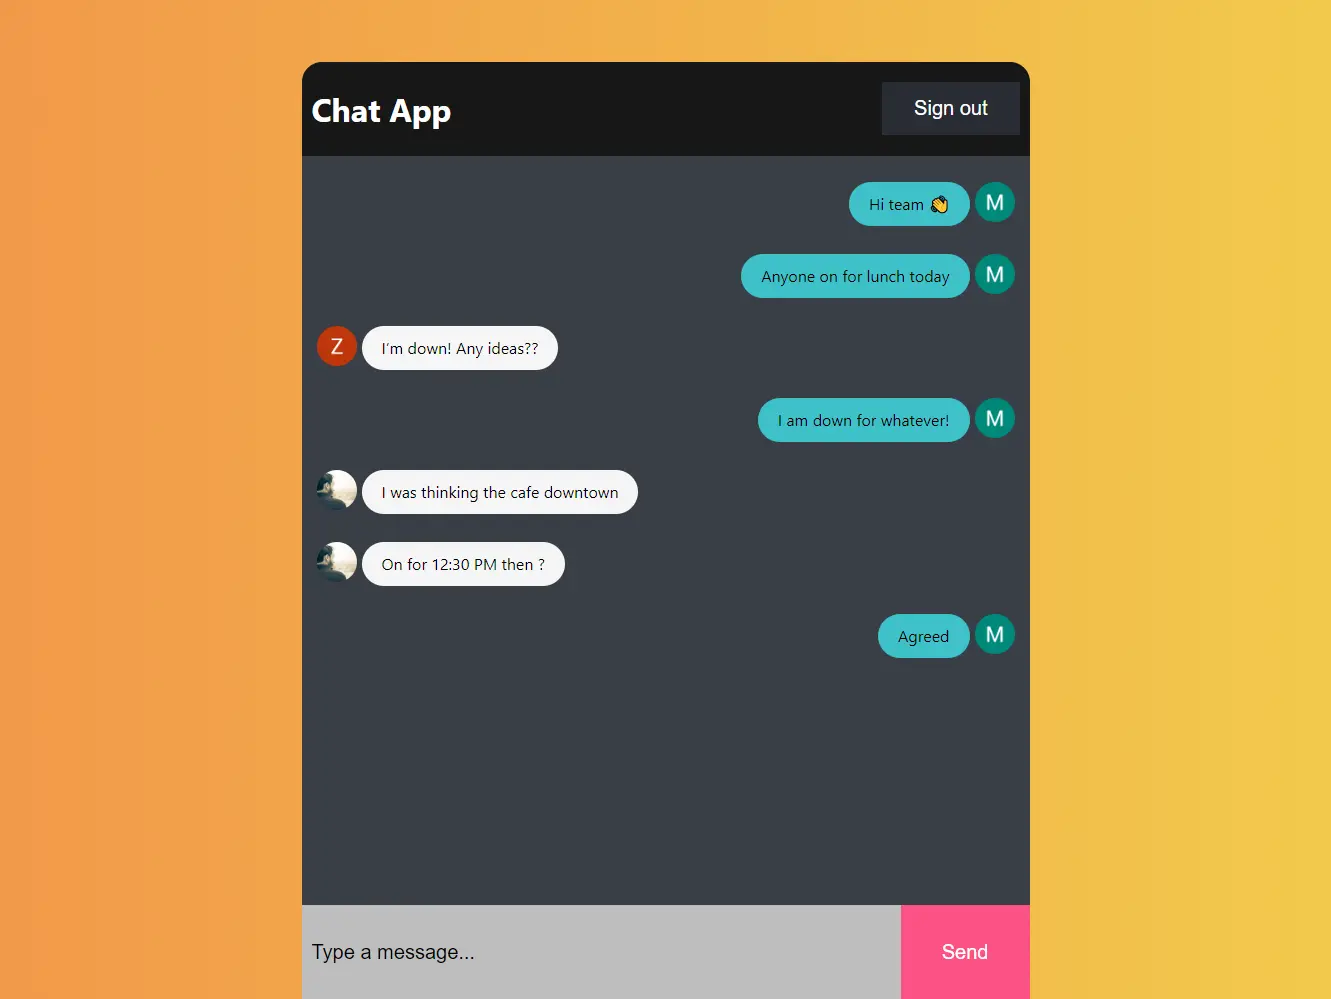 Chat App
Sign out
Hi team 👋
M
Anyone on for lunch today
M
Z
I'm down! Any ideas??
I am down for whatever!
M
I was thinking the cafe downtown
On for 12:30 PM then ?
Agreed
M
Type a message...
Send